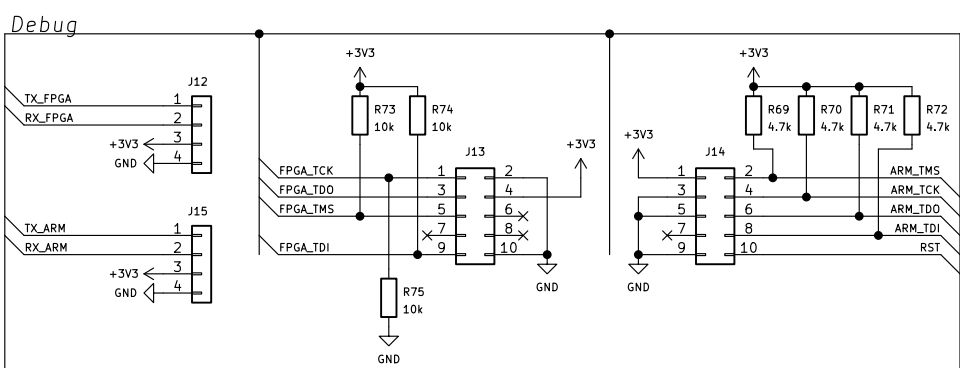 Debug
J12
TX_FPGA 1
RX_FPGA 2
+3V3 3
GND 4
J15
TX_ARM 1
RX_ARM 2
+3V3 3
GND 4
+3V3
R73 10k
R74 10k
J13
+3V3
FPGA_TCK 1 2
FPGA_TDO 3 4
FPGA_TMS 5 6
7 8
FPGA_TDI 9 10
R75 10k
GND
GND
+3V3
R69 4.7k
R70 4.7k
R71 4.7k
R72 4.7k
+3V3
J14
1 2 ARM_TMS
3 4 ARM_TCK
5 6 ARM_TDO
7 8 ARM_TDI
9 10 RST
GND